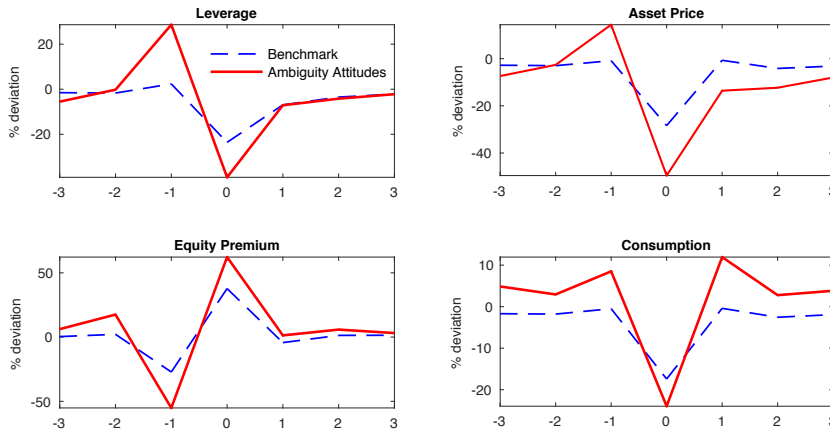 Leverage
% deviation
20
0
-20
Benchmark
Ambiguity Attitudes
-3 -2 -1 0 1 2 3
Asset Price
% deviation
0
-20
-40
-3 -2 -1 0 1 2 3
Equity Premium
% deviation
50
0
-50
-3 -2 -1 0 1 2 3
Consumption
% deviation
10
0
-10
-20
-3 -2 -1 0 1 2